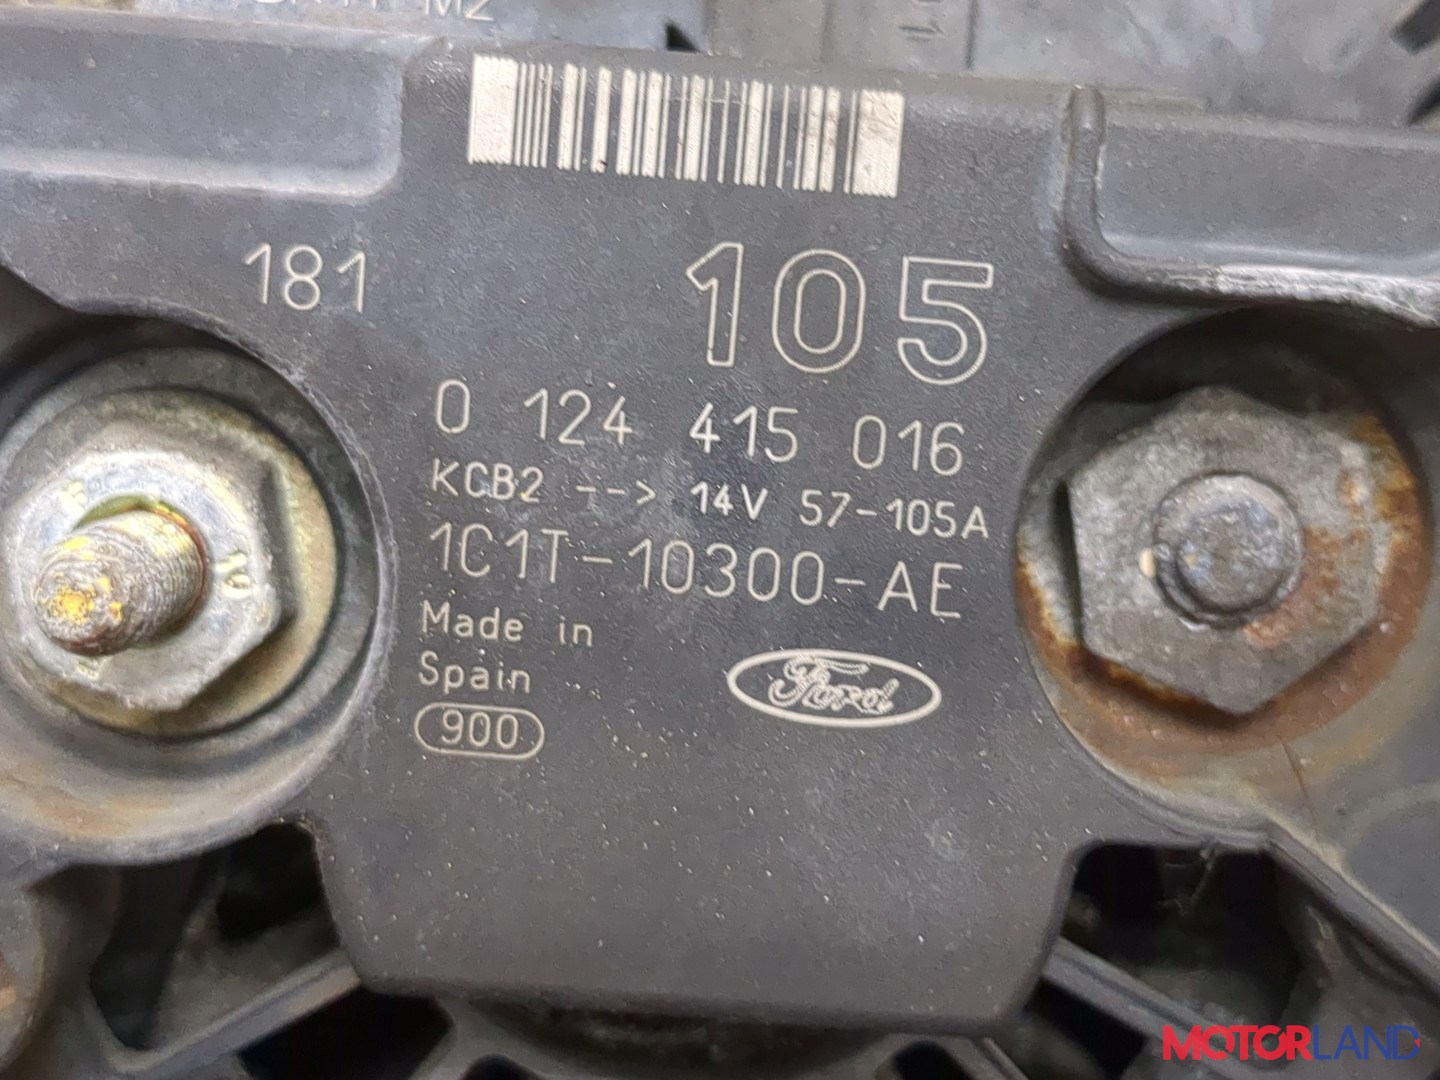 M2
181
105
0 124 415 016
KCB2 --> 14V 57-105A
1C1T-10300-AE
Made in
Spain
Ford
900
MOTORLAND